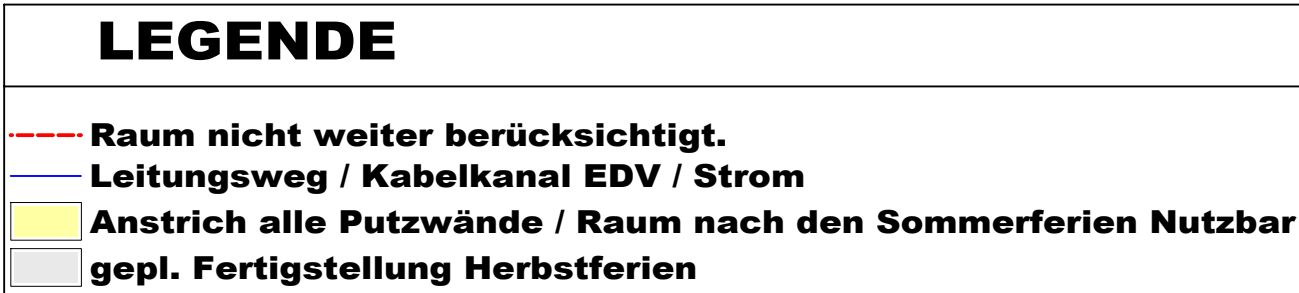 LEGENDE
Raum nicht weiter berücksichtigt.
Leitungsweg / Kabelkanal EDV / Strom
Anstrich alle Putzwände / Raum nach den Sommerferien Nutzbar
gepl. Fertigstellung Herbstferien